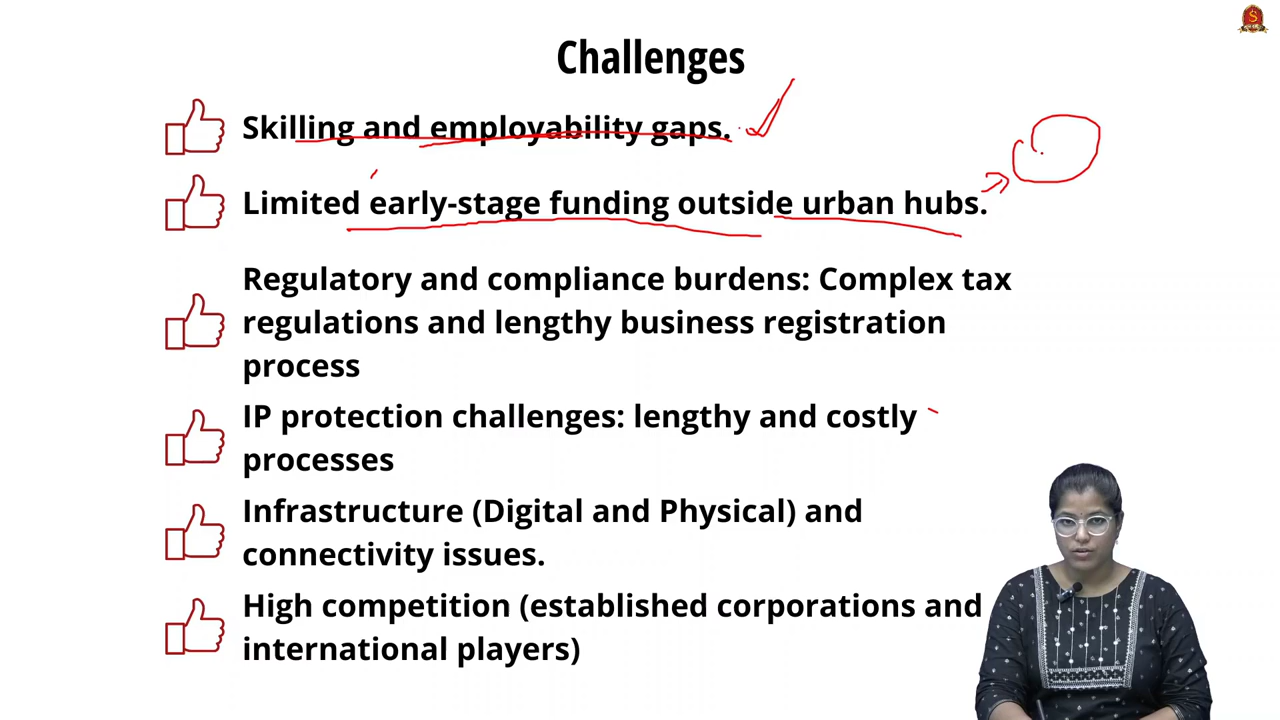 Challenges
Skilling and employability gaps.
Limited early-stage funding outside urban hubs.
Regulatory and compliance burdens: Complex tax
regulations and lengthy business registration
process
IP protection challenges: lengthy and costly
processes
Infrastructure (Digital and Physical) and
connectivity issues.
High competition (established corporations and
international players)